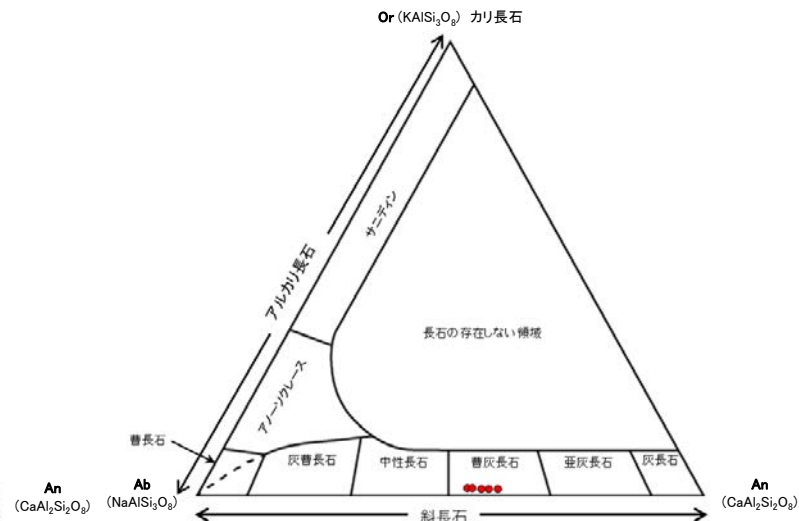 Or (KAlSi₃O₈) カリ長石
サニディン
アルカリ長石
長石の存在しない領域
アノーソクレース
曹長石
灰曹長石
中性長石
曹灰長石
亜灰長石
灰長石
An
(CaAl₂Si₂O₈)
Ab
(NaAlSi₃O₈)
An
(CaAl₂Si₂O₈)
斜長石